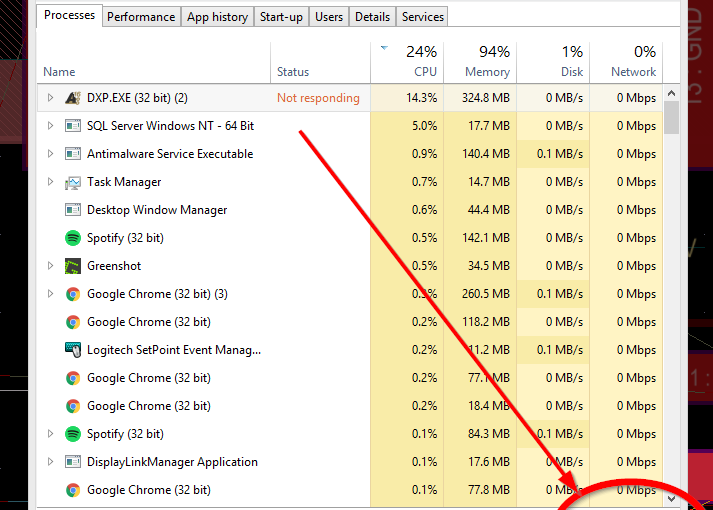 Processes Performance App history Start-up Users Details Services
24% 94% 1% 0%
Name Status CPU Memory Disk Network
DXP.EXE (32 bit) (2) Not responding 14.3% 324.8 MB 0 MB/s 0 Mbps
SQL Server Windows NT - 64 Bit 5.0% 17.7 MB 0 MB/s 0 Mbps
Antimalware Service Executable 0.9% 140.4 MB 0.1 MB/s 0 Mbps
Task Manager 0.7% 14.7 MB 0 MB/s 0 Mbps
Desktop Window Manager 0.6% 44.4 MB 0 MB/s 0 Mbps
Spotify (32 bit) 0.5% 142.1 MB 0 MB/s 0 Mbps
Greenshot 0.5% 34.5 MB 0 MB/s 0 Mbps
Google Chrome (32 bit) (3) 260.5 MB 0.1 MB/s 0 Mbps
Google Chrome (32 bit) 0.2% 118.2 MB 0 MB/s 0 Mbps
Logitech SetPoint Event Manag... 0.2% 11.2 MB 0.1 MB/s 0 Mbps
Google Chrome (32 bit) 0.2% 77.1 MB 0 MB/s 0 Mbps
Google Chrome (32 bit) 0.2% 18.4 MB 0 MB/s 0 Mbps
Spotify (32 bit) 0.1% 84.3 MB 0.1 MB/s 0 Mbps
DisplayLinkManager Application 0.1% 17.6 MB 0 MB/s 0 Mbps
Google Chrome (32 bit) 0.1% 77.8 MB 0 MB/s 0 Mbps
13 : GND
1: